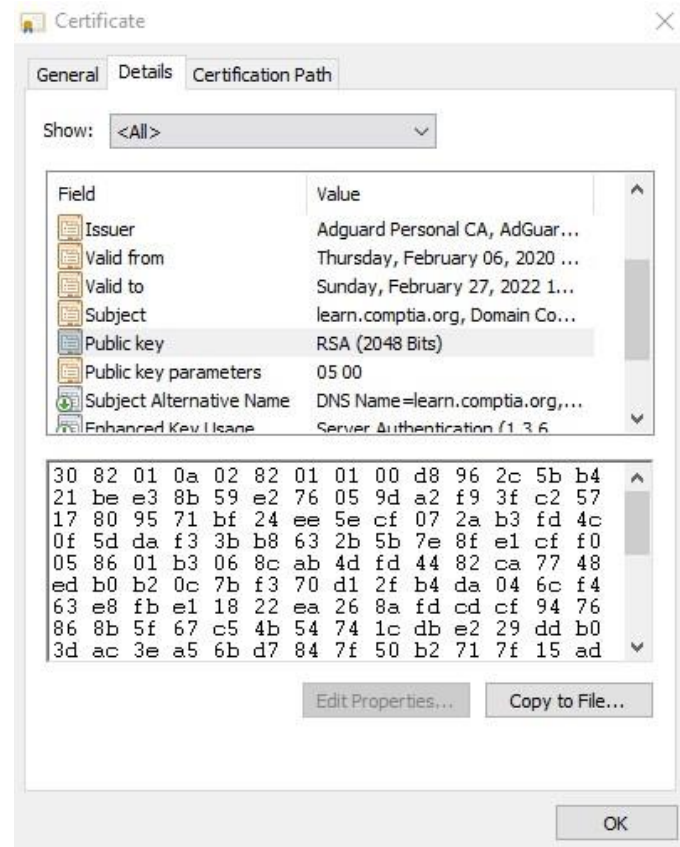 Certificate
General Details Certification Path
Show: <All>
Field Value
Issuer Adguard Personal CA, AdGuar...
Valid from Thursday, February 06, 2020 ...
Valid to Sunday, February 27, 2022 1...
Subject learn.comptia.org, Domain Co...
Public key RSA (2048 Bits)
Public key parameters 05 00
Subject Alternative Name DNS Name=learn.comptia.org,...
Enhanced Key Usage Server Authentication (1.3.6
30 82 01 0a 02 82 01 01 00 d8 96 2c 5b b4
21 be e3 8b 59 e2 76 05 9d a2 f9 3f c2 57
17 80 95 71 bf 24 ee 5e cf 07 2a b3 fd 4c
0f 5d da f3 3b b8 63 2b 5b 7e 8f e1 cf f0
05 86 01 b3 06 8c ab 4d fd 44 82 ca 77 48
ed b0 b2 0c 7b f3 70 d1 2f b4 da 04 6c f4
63 e8 fb e1 18 22 ea 26 8a fd cd cf 94 76
86 8b 5f 67 c5 4b 54 74 1c db e2 29 dd b0
3d ac 3e a5 6b d7 84 7f 50 b2 71 7f 15 ad
Edit Properties... Copy to File...
OK